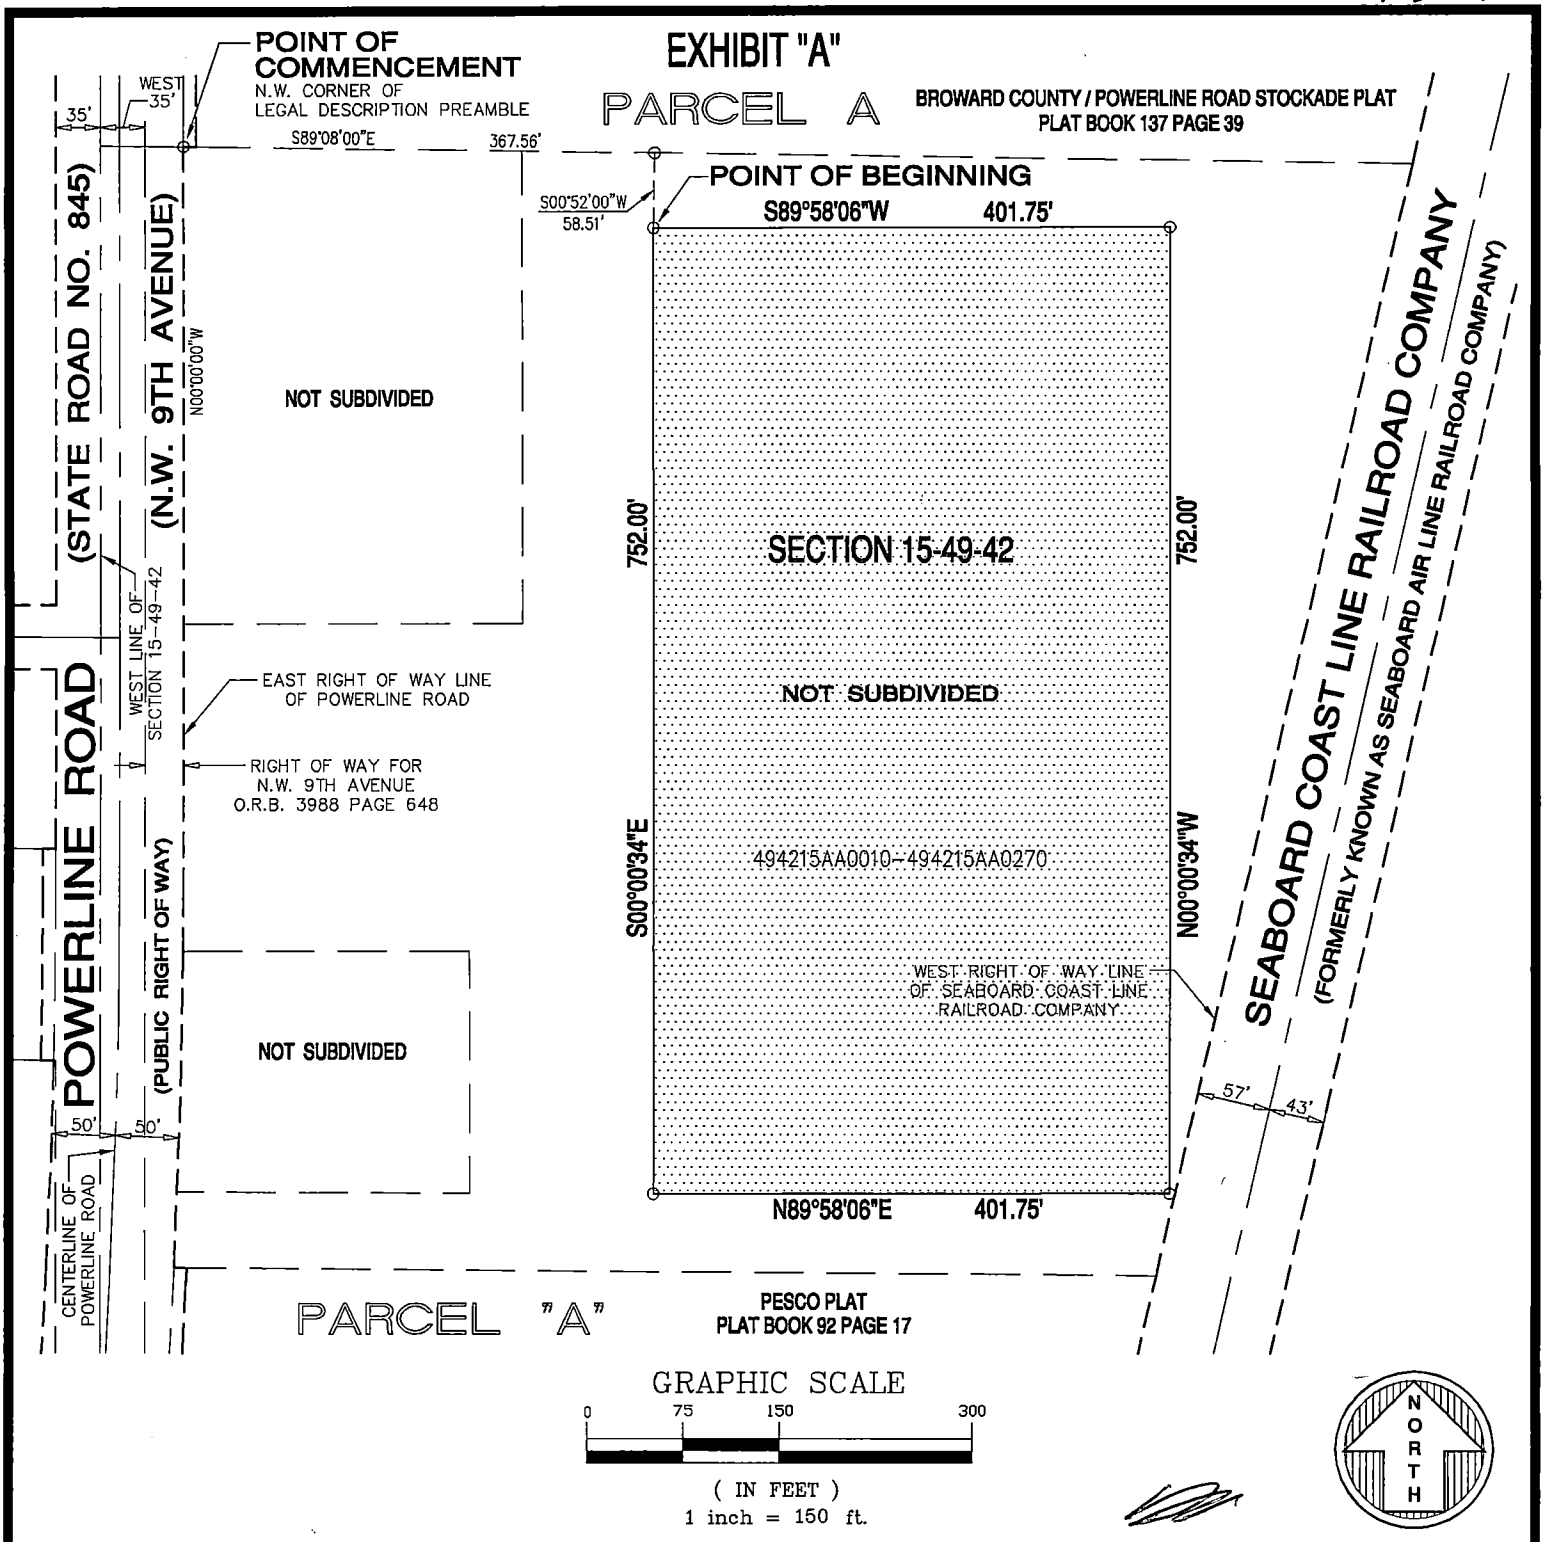 EXHIBIT "A"
POINT OF
COMMENCEMENT
N.W. CORNER OF
LEGAL DESCRIPTION PREAMBLE
PARCEL A
BROWARD COUNTY / POWERLINE ROAD STOCKADE PLAT
PLAT BOOK 137 PAGE 39
35'
WEST
35'
S89°08'00"E
367.56'
POINT OF BEGINNING
S00°52'00"W
58.51'
S89°58'06"W 401.75'
POWERLINE ROAD
(STATE ROAD NO. 845)
(N.W. 9TH AVENUE)
N00°00'00"W
NOT SUBDIVIDED
752.00'
SECTION 15-49-42
752.00'
WEST LINE OF
SECTION 15-49-42
EAST RIGHT OF WAY LINE
OF POWERLINE ROAD
NOT SUBDIVIDED
RIGHT OF WAY FOR
N.W. 9TH AVENUE
O.R.B. 3988 PAGE 648
(PUBLIC RIGHT OF WAY)
S00°00'34"E
494215AA0010-494215AA0270
N00°00'34"W
SEABOARD COAST LINE RAILROAD COMPANY
(FORMERLY KNOWN AS SEABOARD AIR LINE RAILROAD COMPANY)
WEST RIGHT OF WAY LINE
OF SEABOARD COAST LINE
RAILROAD COMPANY
NOT SUBDIVIDED
57'
43'
50'
50'
CENTERLINE OF
POWERLINE ROAD
N89°58'06"E 401.75'
PARCEL "A"
PESCO PLAT
PLAT BOOK 92 PAGE 17
GRAPHIC SCALE
0 75 150 300
( IN FEET )
1 inch = 150 ft.
NORTH